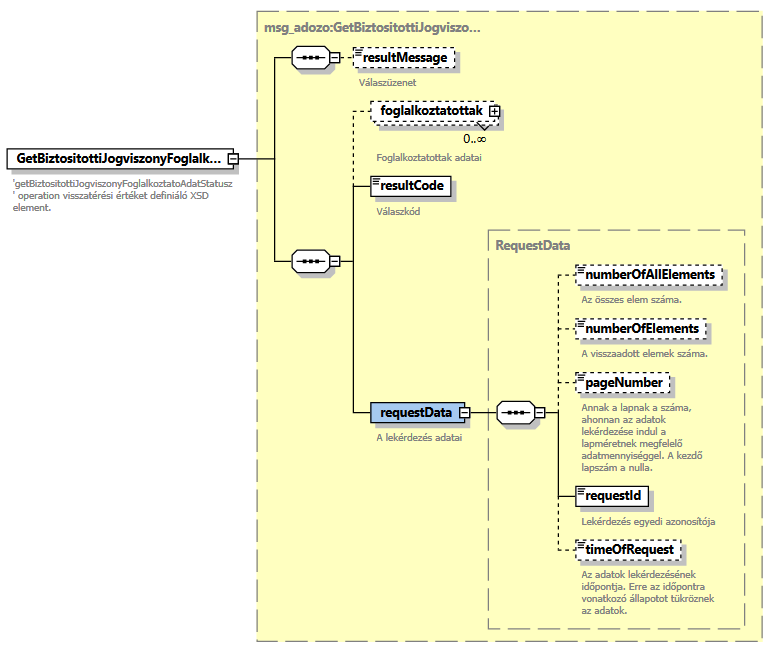 msg_adozo:GetBiztositottiJogviszo...
resultMessage
Válaszüzenet
foglalkoztatottak
0..∞
Foglalkoztatottak adatai
GetBiztositottiJogviszonyFoglalk...
'getBiztositottiJogviszonyFoglalkoztatoAdatStatusz
' operation visszatérési értéket definiáló XSD
element.
resultCode
Válaszkód
RequestData
numberOfAllElements
Az összes elem száma.
numberOfElements
A visszaadott elemek száma.
pageNumber
Annak a lapnak a száma,
ahonnan az adatok
lekérdezése indul a
lapméretnek megfelelő
adatmennyiséggel. A kezdő
lapszám a nulla.
requestData
A lekérdezés adatai
requestId
Lekérdezés egyedi azonosítója
timeOfRequest
Az adatok lekérdezésének
időpontja. Erre az időpontra
vonatkozó állapotot tükröznek
az adatok.